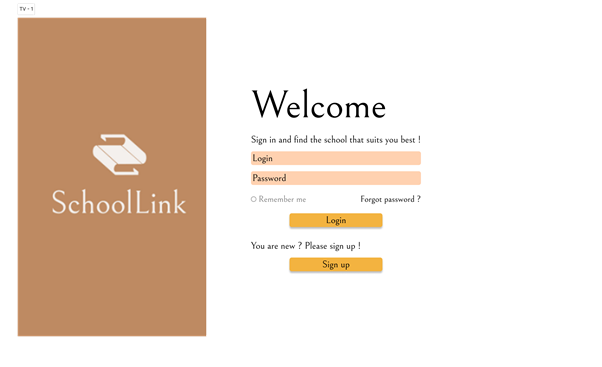 TV - 1
SchoolLink
Welcome
Sign in and find the school that suits you best !
Login
Password
Remember me
Forgot password ?
Login
You are new ? Please sign up !
Sign up